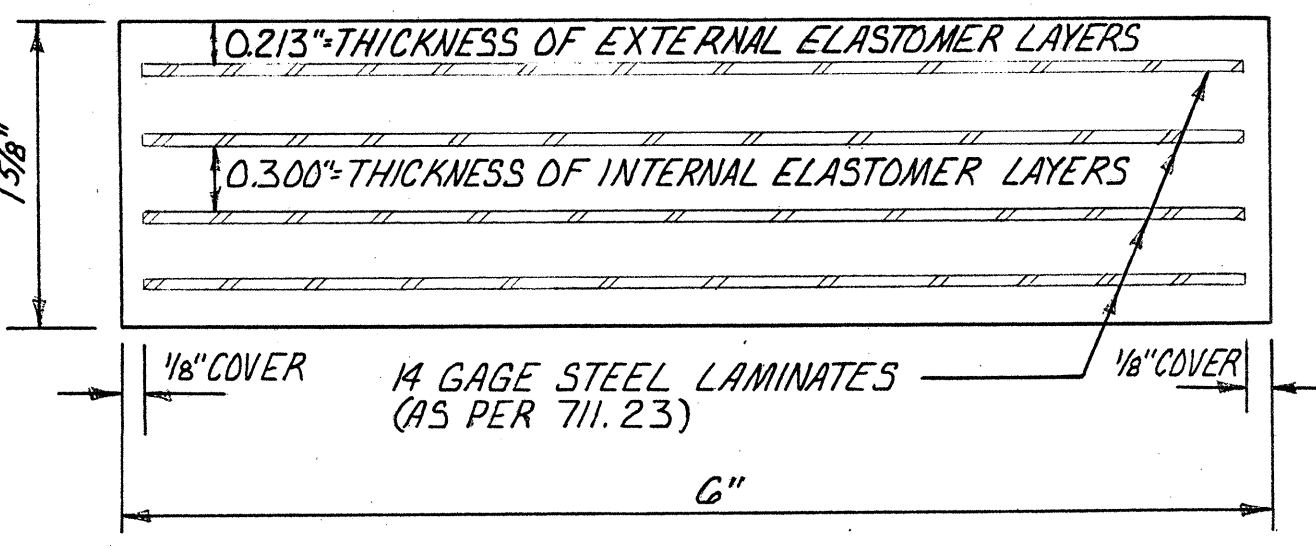 0.213"=THICKNESS OF EXTERNAL ELASTOMER LAYERS
1 5/8"
0.300"=THICKNESS OF INTERNAL ELASTOMER LAYERS
1/8" COVER
14 GAGE STEEL LAMINATES
(AS PER 711.23)
1/8" COVER
6"